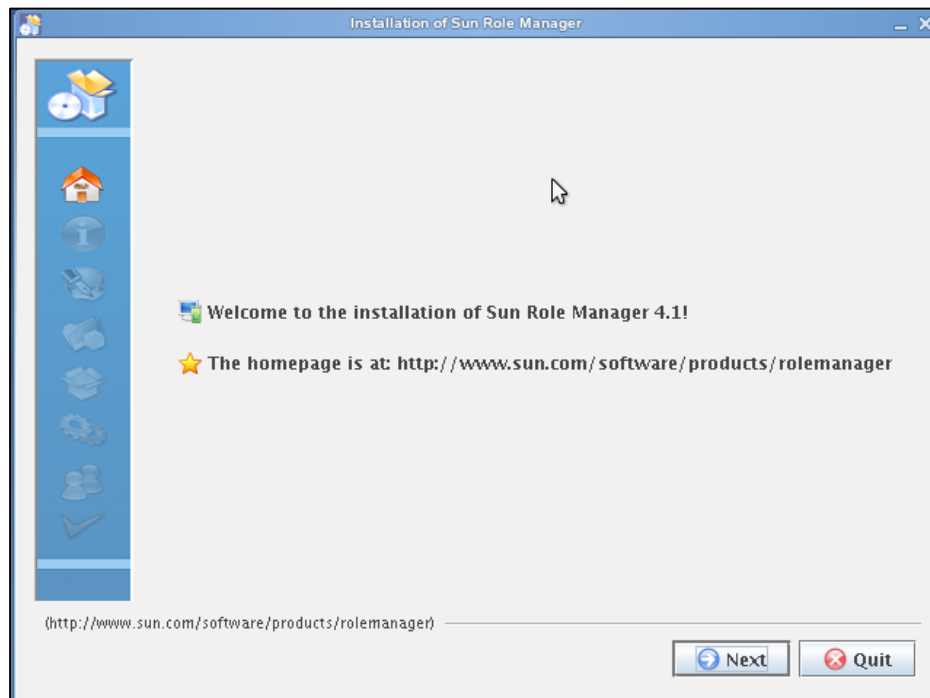 Installation of Sun Role Manager
Welcome to the installation of Sun Role Manager 4.1!
The homepage is at: http://www.sun.com/software/products/rolemanager
(http://www.sun.com/software/products/rolemanager)
Next Quit